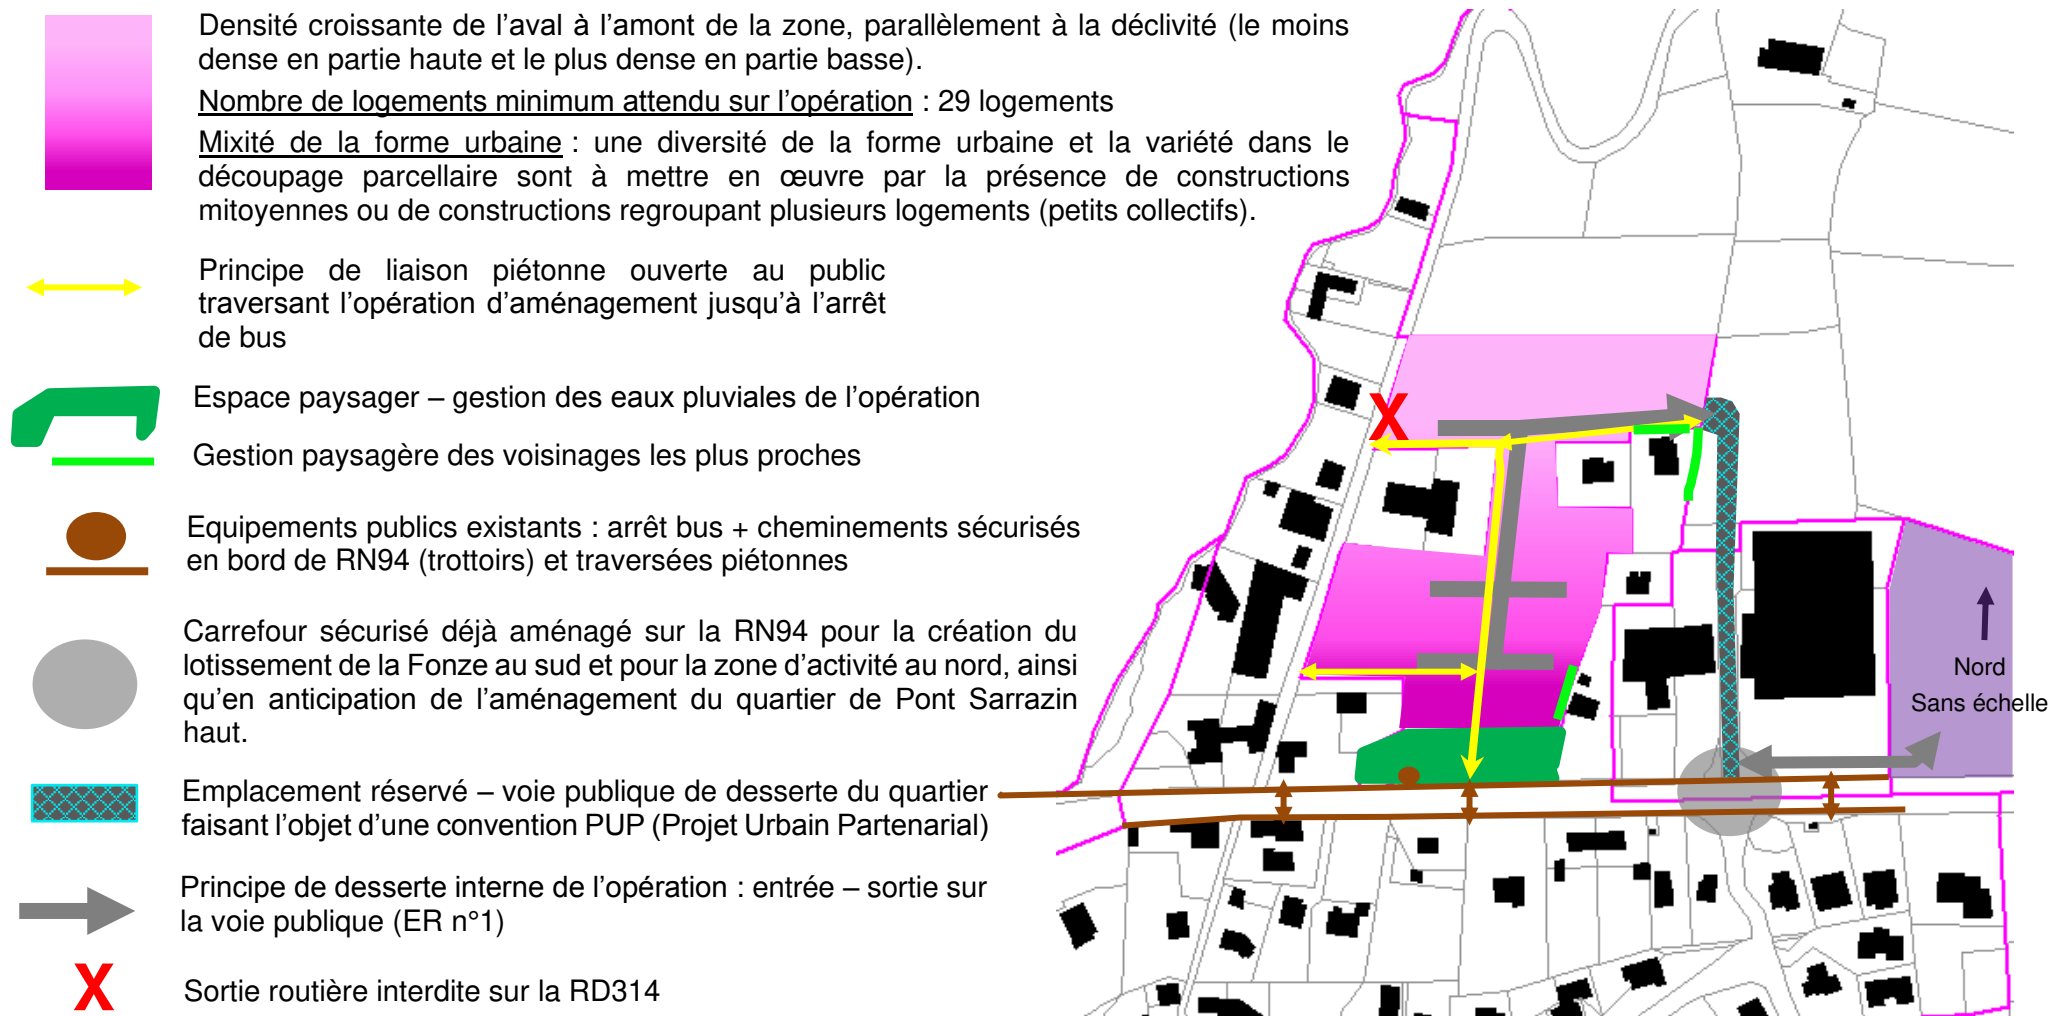 Densité croissante de l’aval à l’amont de la zone, parallèlement à la déclivité (le moins
dense en partie haute et le plus dense en partie basse).
Nombre de logements minimum attendu sur l’opération : 29 logements
Mixité de la forme urbaine : une diversité de la forme urbaine et la variété dans le
découpage parcellaire sont à mettre en œuvre par la présence de constructions
mitoyennes ou de constructions regroupant plusieurs logements (petits collectifs).
Principe de liaison piétonne ouverte au public
traversant l’opération d’aménagement jusqu’à l’arrêt
de bus
Espace paysager – gestion des eaux pluviales de l’opération
Gestion paysagère des voisinages les plus proches
Equipements publics existants : arrêt bus + cheminements sécurisés
en bord de RN94 (trottoirs) et traversées piétonnes
Carrefour sécurisé déjà aménagé sur la RN94 pour la création du
lotissement de la Fonze au sud et pour la zone d’activité au nord, ainsi
qu’en anticipation de l’aménagement du quartier de Pont Sarrazin
haut.
Emplacement réservé – voie publique de desserte du quartier
faisant l’objet d’une convention PUP (Projet Urbain Partenarial)
Principe de desserte interne de l’opération : entrée – sortie sur
la voie publique (ER n°1)
X
Sortie routière interdite sur la RD314
X
Nord
Sans échelle